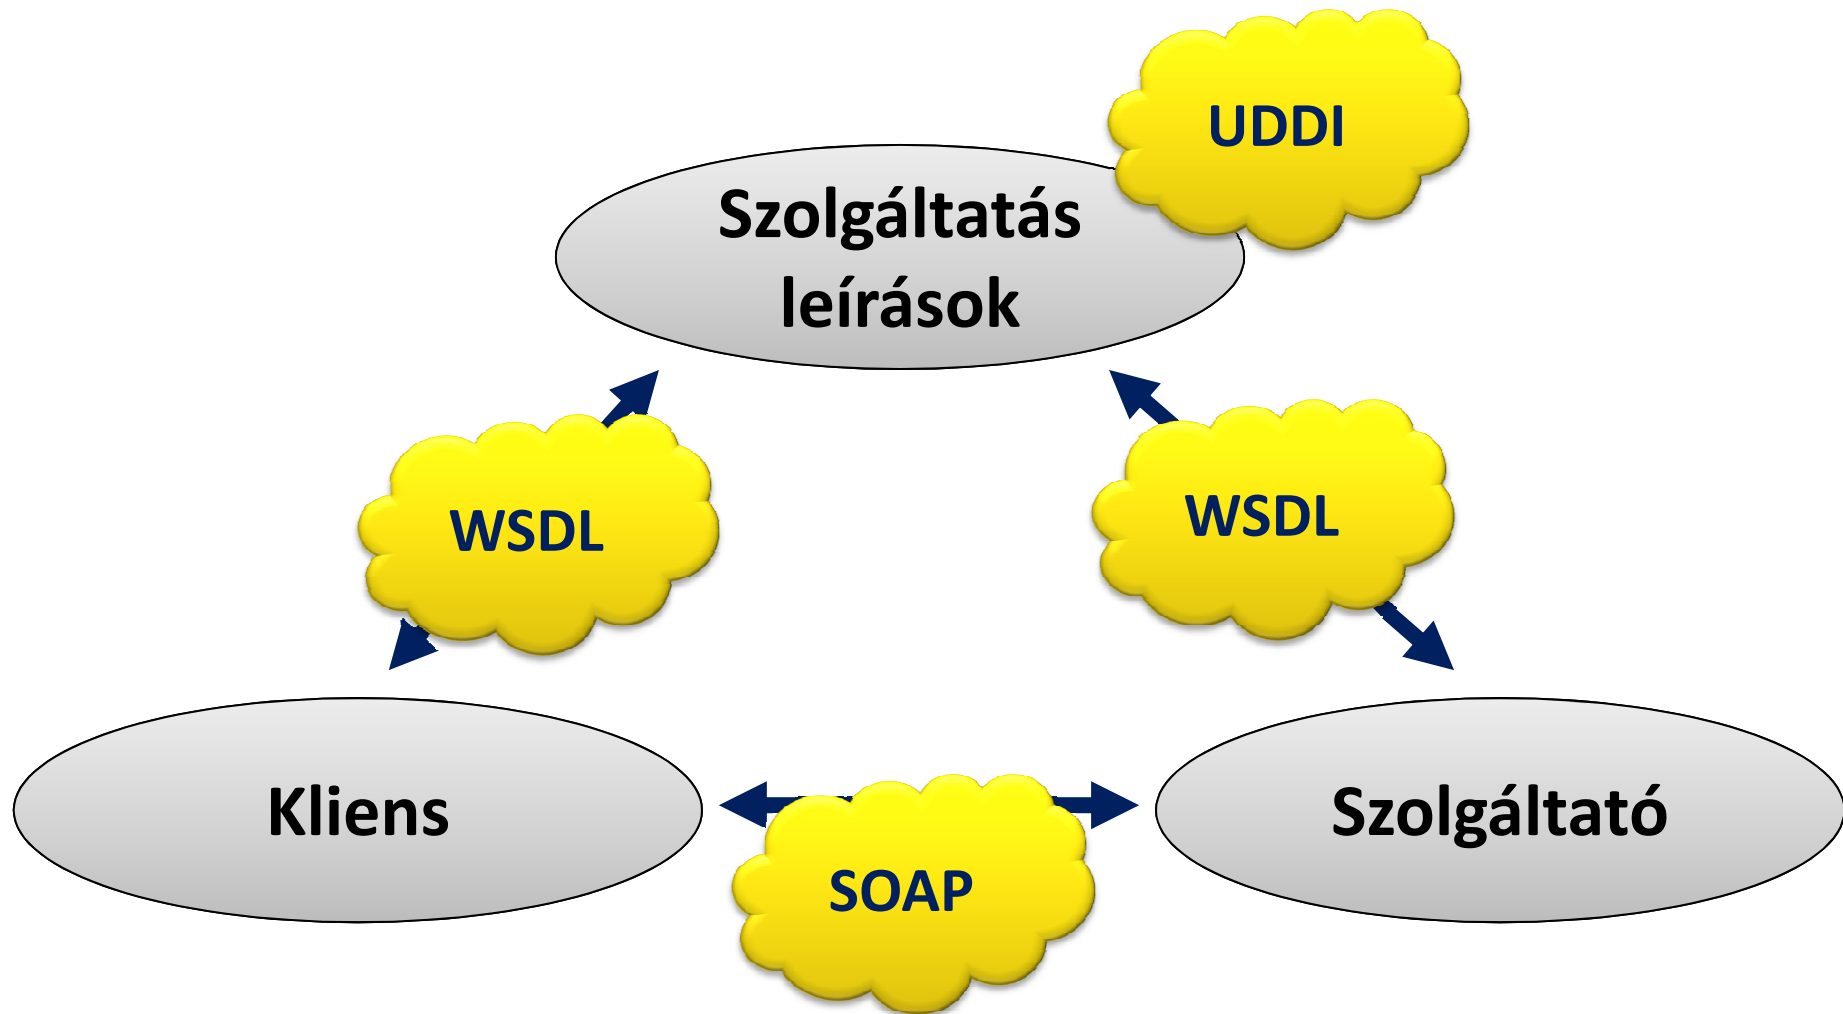 UDDI
Szolgáltatás
leírások
WSDL
WSDL
Kliens
SOAP
Szolgáltató